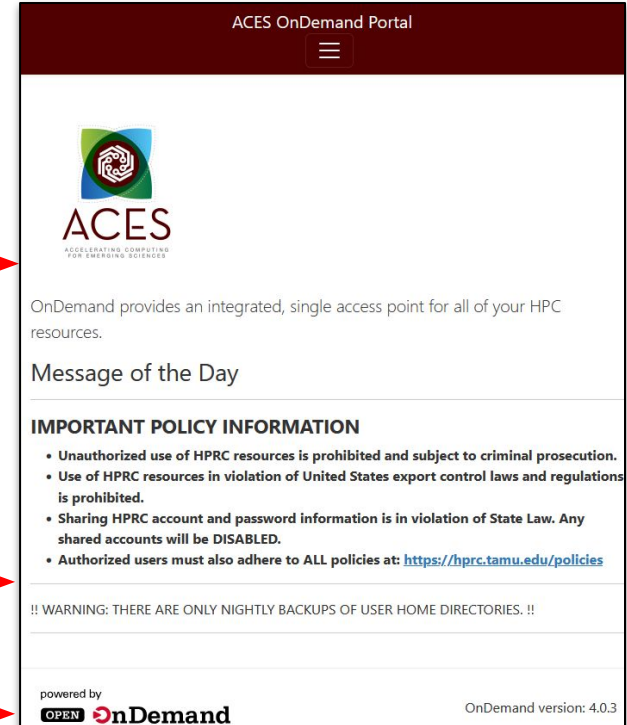 ACES OnDemand Portal
ACES
ACCELERATING COMPUTING
FOR EMERGING SCIENCES
OnDemand provides an integrated, single access point for all of your HPC
resources.
Message of the Day
IMPORTANT POLICY INFORMATION
• Unauthorized use of HPRC resources is prohibited and subject to criminal prosecution.
• Use of HPRC resources in violation of United States export control laws and regulations
is prohibited.
• Sharing HPRC account and password information is in violation of State Law. Any
shared accounts will be DISABLED.
• Authorized users must also adhere to ALL policies at: https://hprc.tamu.edu/policies
!! WARNING: THERE ARE ONLY NIGHTLY BACKUPS OF USER HOME DIRECTORIES. !!
powered by
OPEN OnDemand
OnDemand version: 4.0.3